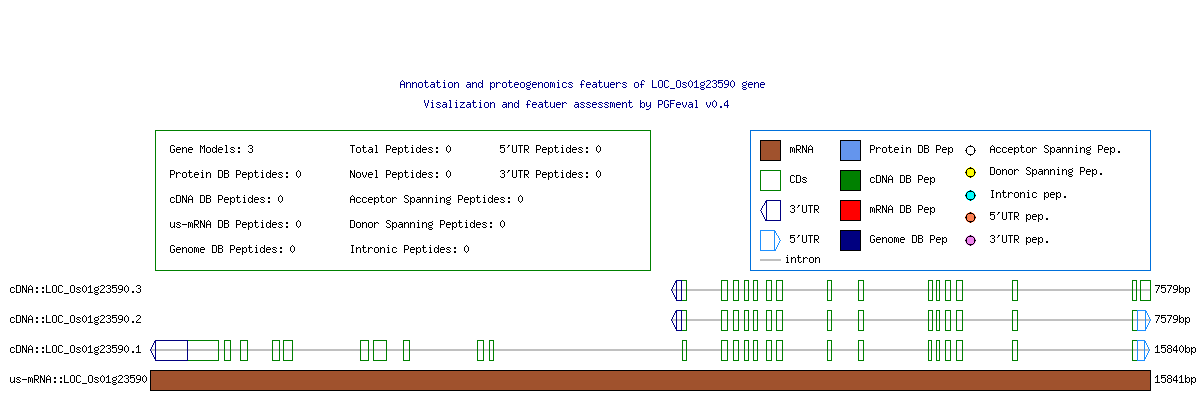 Annotation and proteogenomics featuers of LOC_Os01g23590 gene
Visalization and featuer assessment by PGFeval v0.4
Gene Models: 3 Total Peptides: 0 5'UTR Peptides: 0
Protein DB Peptides: 0 Novel Peptides: 0 3'UTR Peptides: 0
cDNA DB Peptides: 0 Acceptor Spanning Peptides: 0
us-mRNA DB Peptides: 0 Donor Spanning Peptides: 0
Genome DB Peptides: 0 Intronic Peptides: 0
mRNA Protein DB Pep Acceptor Spanning Pep.
CDs cDNA DB Pep Donor Spanning Pep.
3'UTR mRNA DB Pep Intronic pep.
5'UTR Genome DB Pep 5'UTR pep.
intron 3'UTR pep.
cDNA::LOC_Os01g23590.3 7579bp
cDNA::LOC_Os01g23590.2 7579bp
cDNA::LOC_Os01g23590.1 15840bp
us-mRNA::LOC_Os01g23590 15841bp